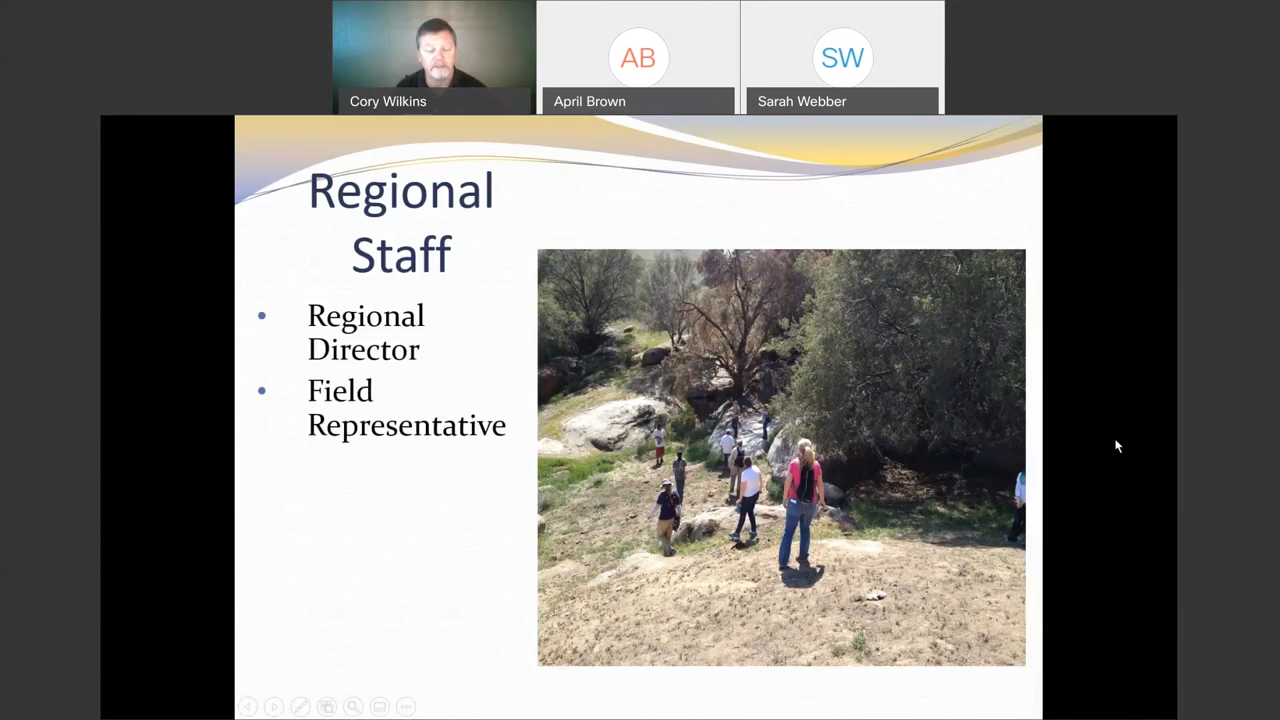 AB
SW
Cory Wilkins
April Brown
Sarah Webber
Regional
Staff
• Regional
Director
• Field
Representative